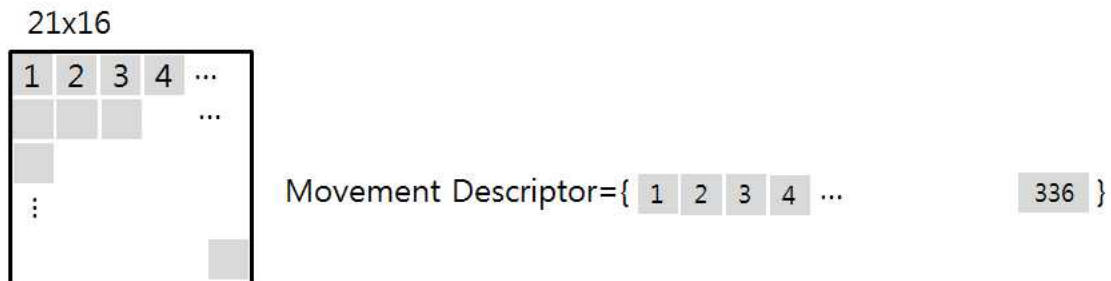 21x16
1 2 3 4 ...
...
Movement Descriptor={ 1 2 3 4 ... 336 }
⋮